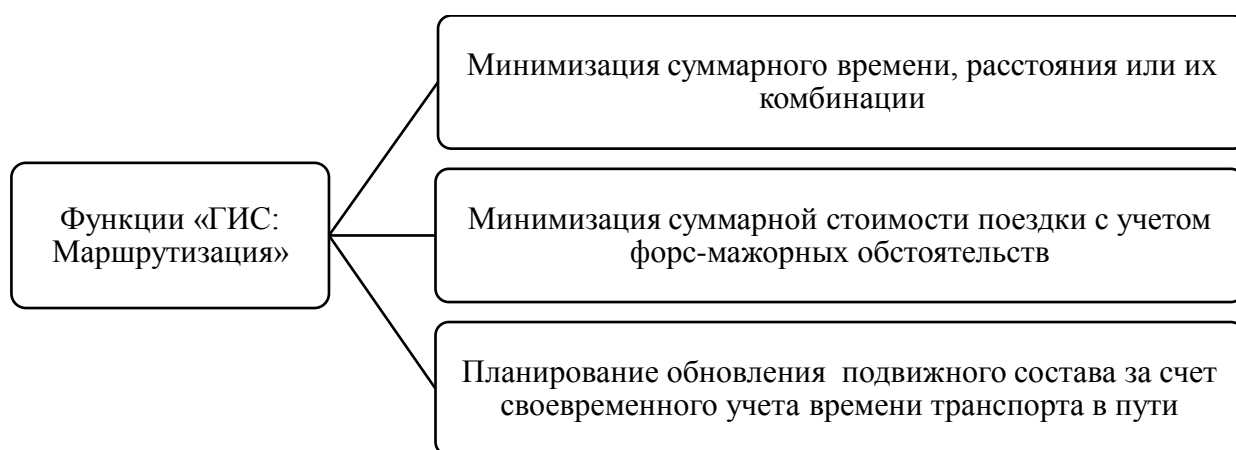 Функции «ГИС:
Маршрутизация»
Минимизация суммарного времени, расстояния или их
комбинации
Минимизация суммарной стоимости поездки с учетом
форс-мажорных обстоятельств
Планирование обновления  подвижного состава за счет
своевременного учета времени транспорта в пути